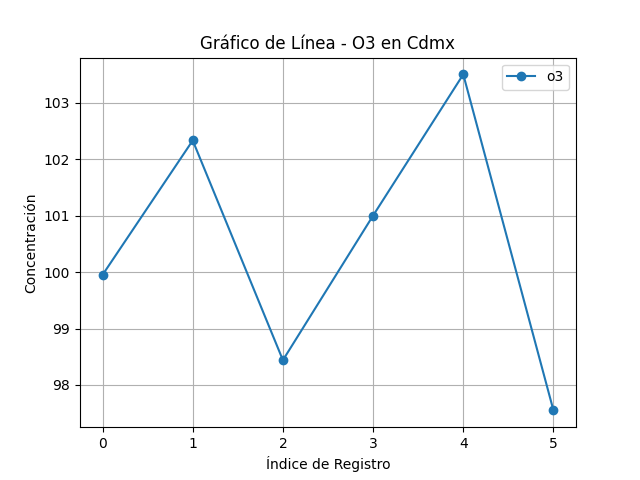 Gráfico de Línea - O3 en Cdmx
o3
103
102
101
100
99
98
Concentración
0 1 2 3 4 5
Índice de Registro